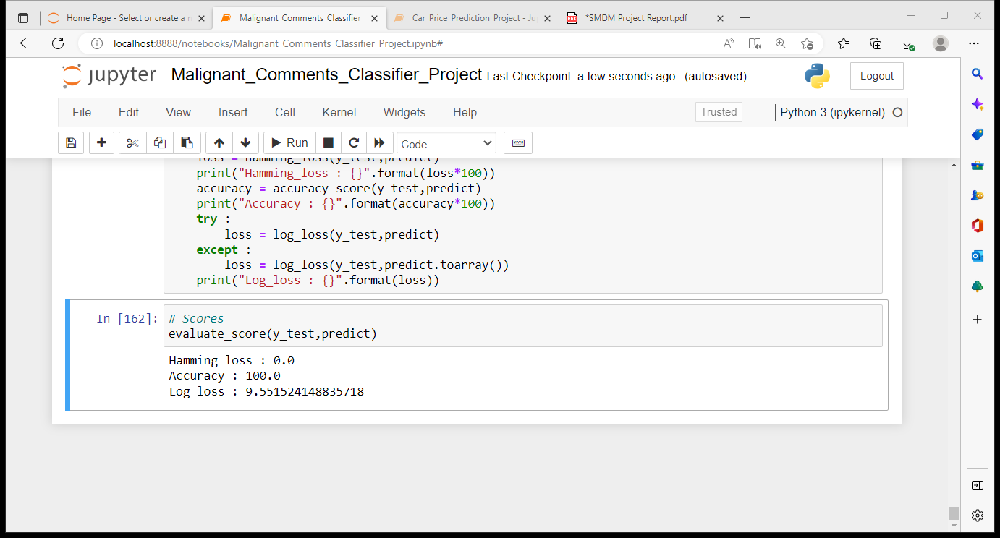 Home Page - Select or create a n
Malignant_Comments_Classifier_
Car_Price_Prediction_Project - Ju
PDF
*SMDM Project Report.pdf
localhost:8888/notebooks/Malignant_Comments_Classifier_Project.ipynb#
jupyter Malignant_Comments_Classifier_Project Last Checkpoint: a few seconds ago (autosaved)
Logout
File Edit View Insert Cell Kernel Widgets Help
Trusted
Python 3 (ipykernel)
Run
Code
loss = hamming_loss(y_test,predict)
print("Hamming_loss : {}".format(loss*100))
accuracy = accuracy_score(y_test,predict)
print("Accuracy : {}".format(accuracy*100))
try :
loss = log_loss(y_test,predict)
except :
loss = log_loss(y_test,predict.toarray())
print("Log_loss : {}".format(loss))
In [162]: # Scores
evaluate_score(y_test,predict)
Hamming_loss : 0.0
Accuracy : 100.0
Log_loss : 9.551524148835718